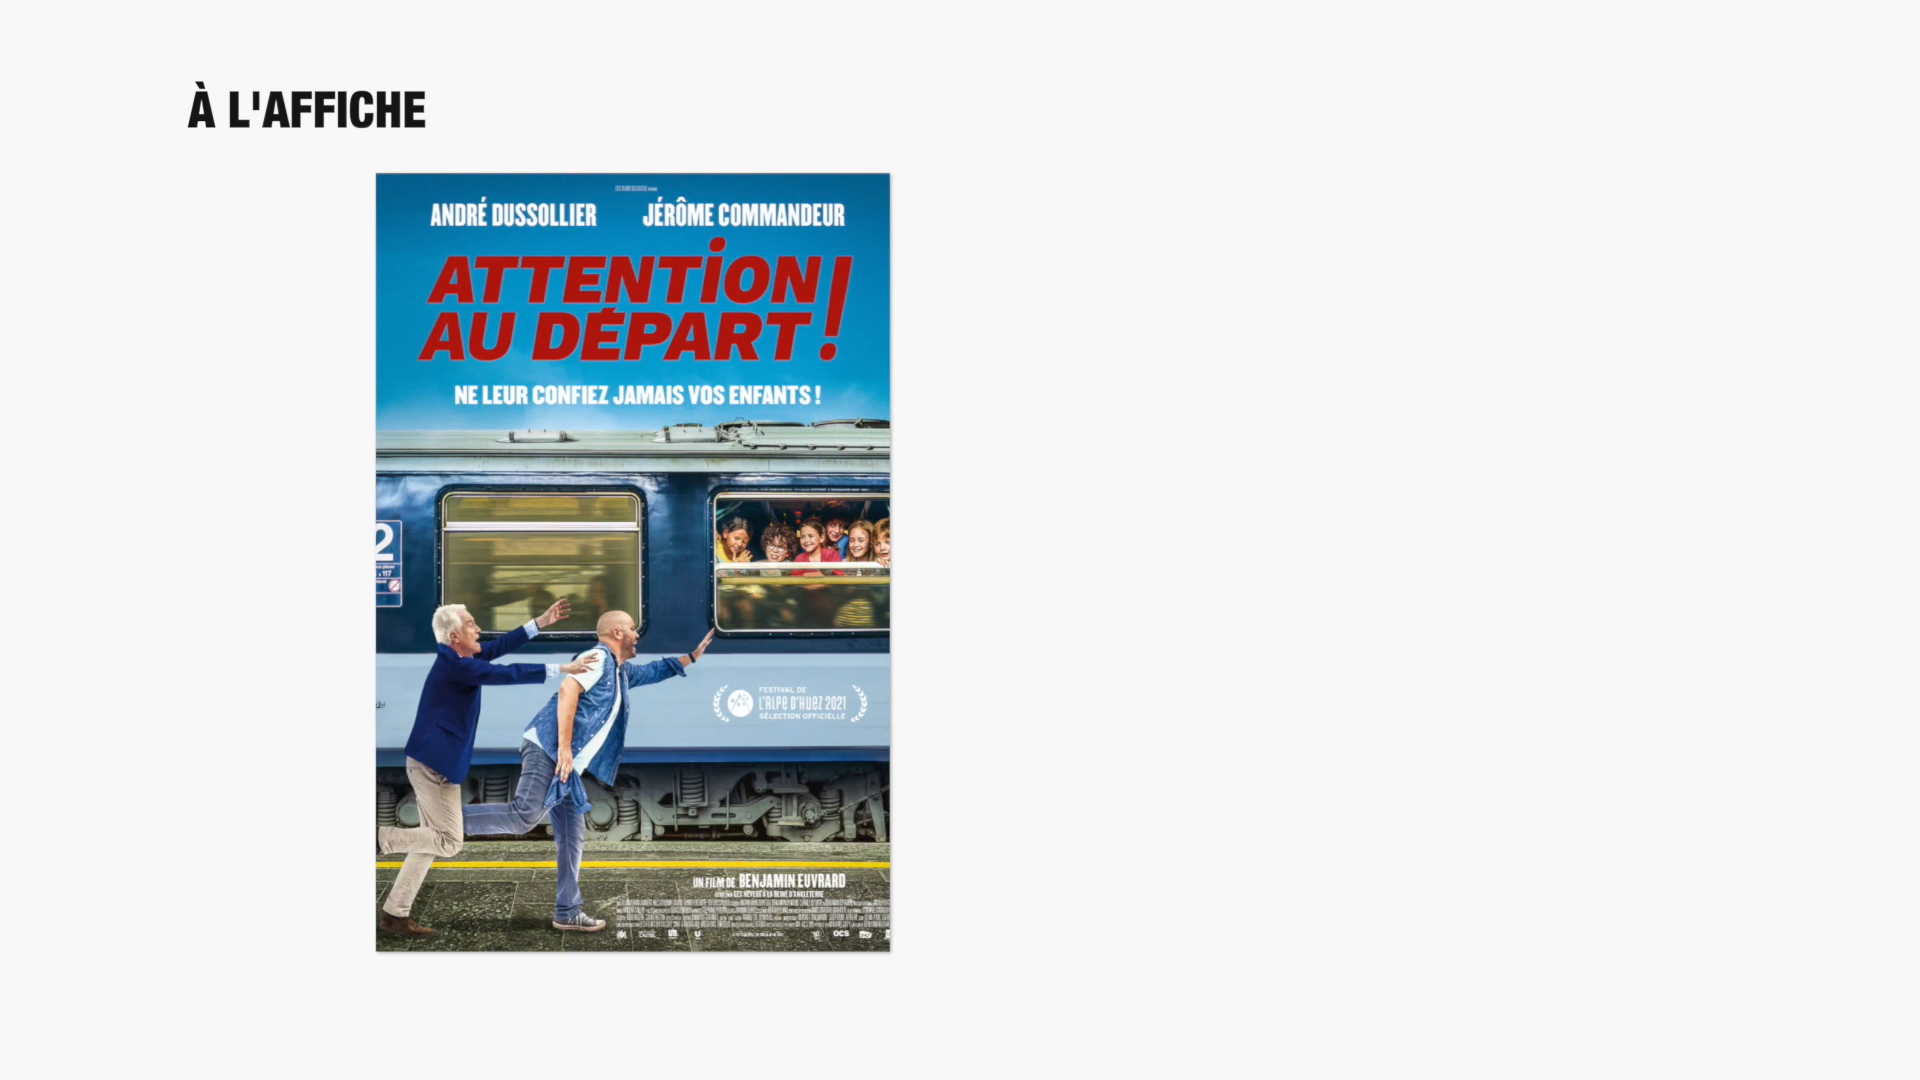 À L'AFFICHE
ANDRÉ DUSSOLLIER JÉRÔME COMMANDEUR
ATTENTION
AU DÉPART !
NE LEUR CONFIEZ JAMAIS VOS ENFANTS !
2
117
FESTIVAL DE
L'ALPE D'HUEZ 2021
SÉLECTION OFFICIELLE
UN FILM DE BENJAMIN EUVRARD
OCS